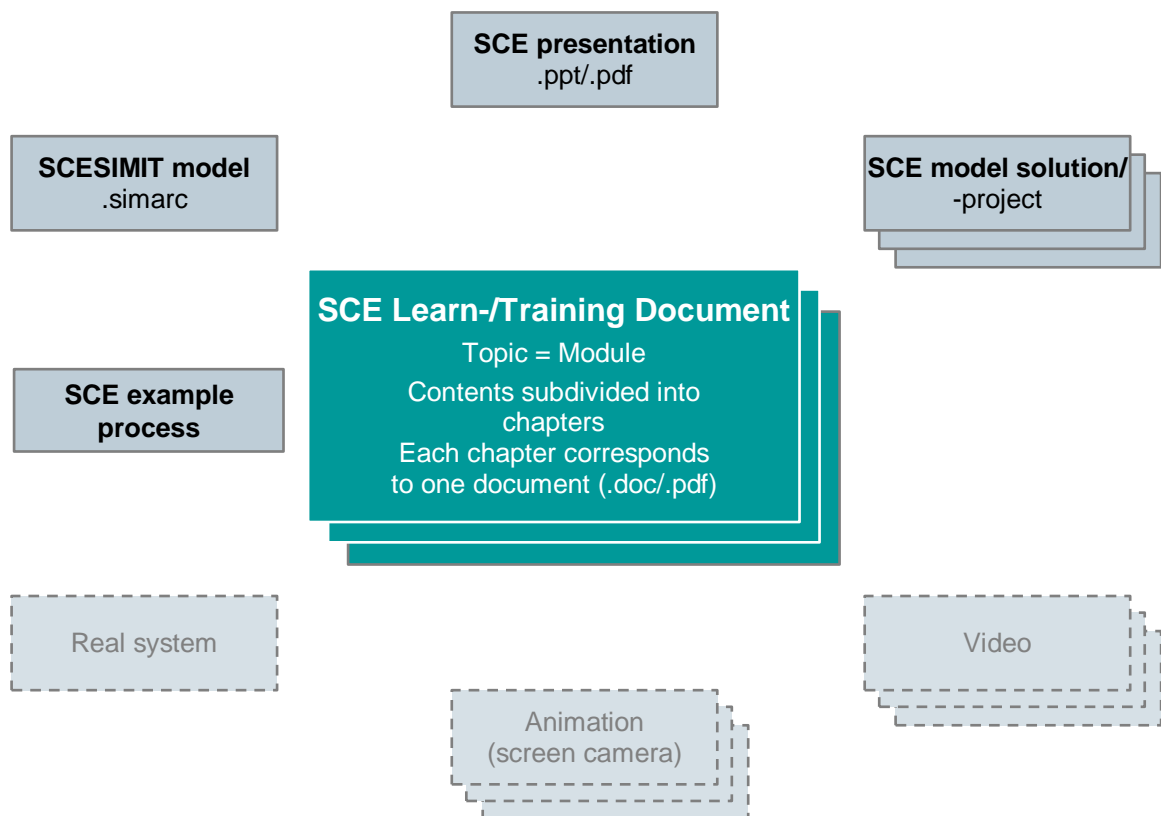 SCE presentation
.ppt/.pdf
SCESIMIT model
.simarc
SCE model solution/
-project
SCE Learn-/Training Document
Topic = Module
Contents subdivided into
chapters
Each chapter corresponds
to one document (.doc/.pdf)
SCE example
process
Real system
Video
Animation
(screen camera)